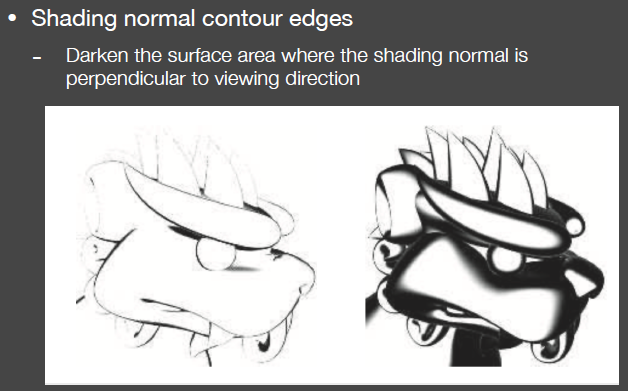 • Shading normal contour edges
- Darken the surface area where the shading normal is
perpendicular to viewing direction